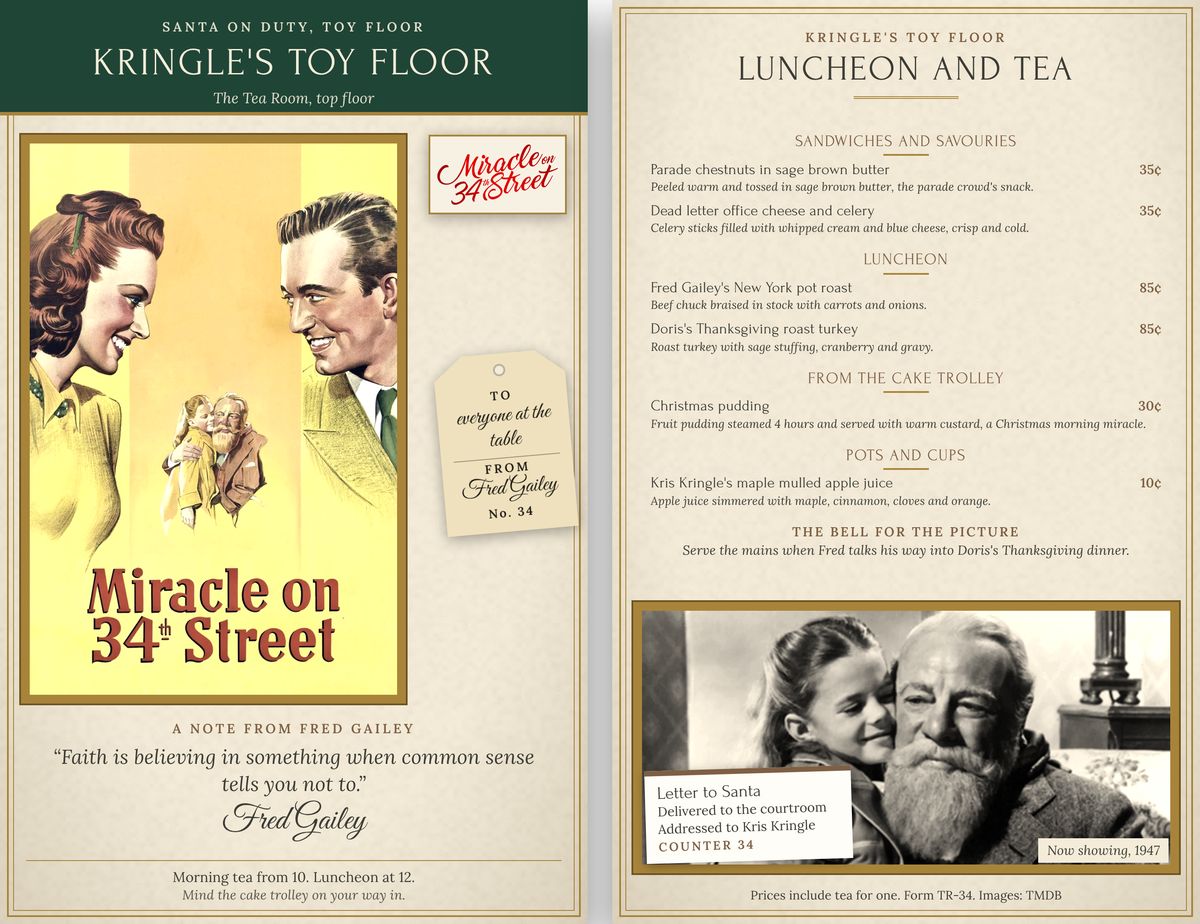 SANTA ON DUTY, TOY FLOOR
KRINGLE'S TOY FLOOR
The Tea Room, top floor
Miracle on
34th Street
TO
everyone at the
table
FROM
Fred Gailey
No. 34
Miracle on
34th Street
A NOTE FROM FRED GAILEY
“Faith is believing in something when common sense
tells you not to.”
Fred Gailey
Morning tea from 10. Luncheon at 12.
Mind the cake trolley on your way in.
KRINGLE'S TOY FLOOR
LUNCHEON AND TEA
SANDWICHES AND SAVOURIES
Parade chestnuts in sage brown butter 35¢
Peeled warm and tossed in sage brown butter, the parade crowd's snack.
Dead letter office cheese and celery 35¢
Celery sticks filled with whipped cream and blue cheese, crisp and cold.
LUNCHEON
Fred Gailey's New York pot roast 85¢
Beef chuck braised in stock with carrots and onions.
Doris's Thanksgiving roast turkey 85¢
Roast turkey with sage stuffing, cranberry and gravy.
FROM THE CAKE TROLLEY
Christmas pudding 30¢
Fruit pudding steamed 4 hours and served with warm custard, a Christmas morning miracle.
POTS AND CUPS
Kris Kringle's maple mulled apple juice 10¢
Apple juice simmered with maple, cinnamon, cloves and orange.
THE BELL FOR THE PICTURE
Serve the mains when Fred talks his way into Doris's Thanksgiving dinner.
Letter to Santa
Delivered to the courtroom
Addressed to Kris Kringle
COUNTER 34
Now showing, 1947
Prices include tea for one. Form TR-34. Images: TMDB